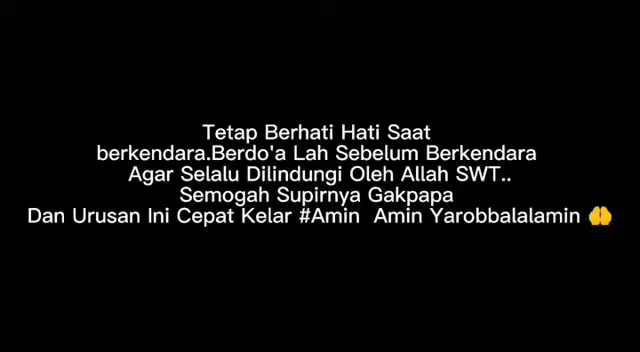 Tetap Berhati Hati Saat
berkendara.Berdo'a Lah Sebelum Berkendara
Agar Selalu Dilindungi Oleh Allah SWT..
Semogah Supirnya Gakpapa
Dan Urusan Ini Cepat Kelar #Amin  Amin Yarobbalalamin 🤲